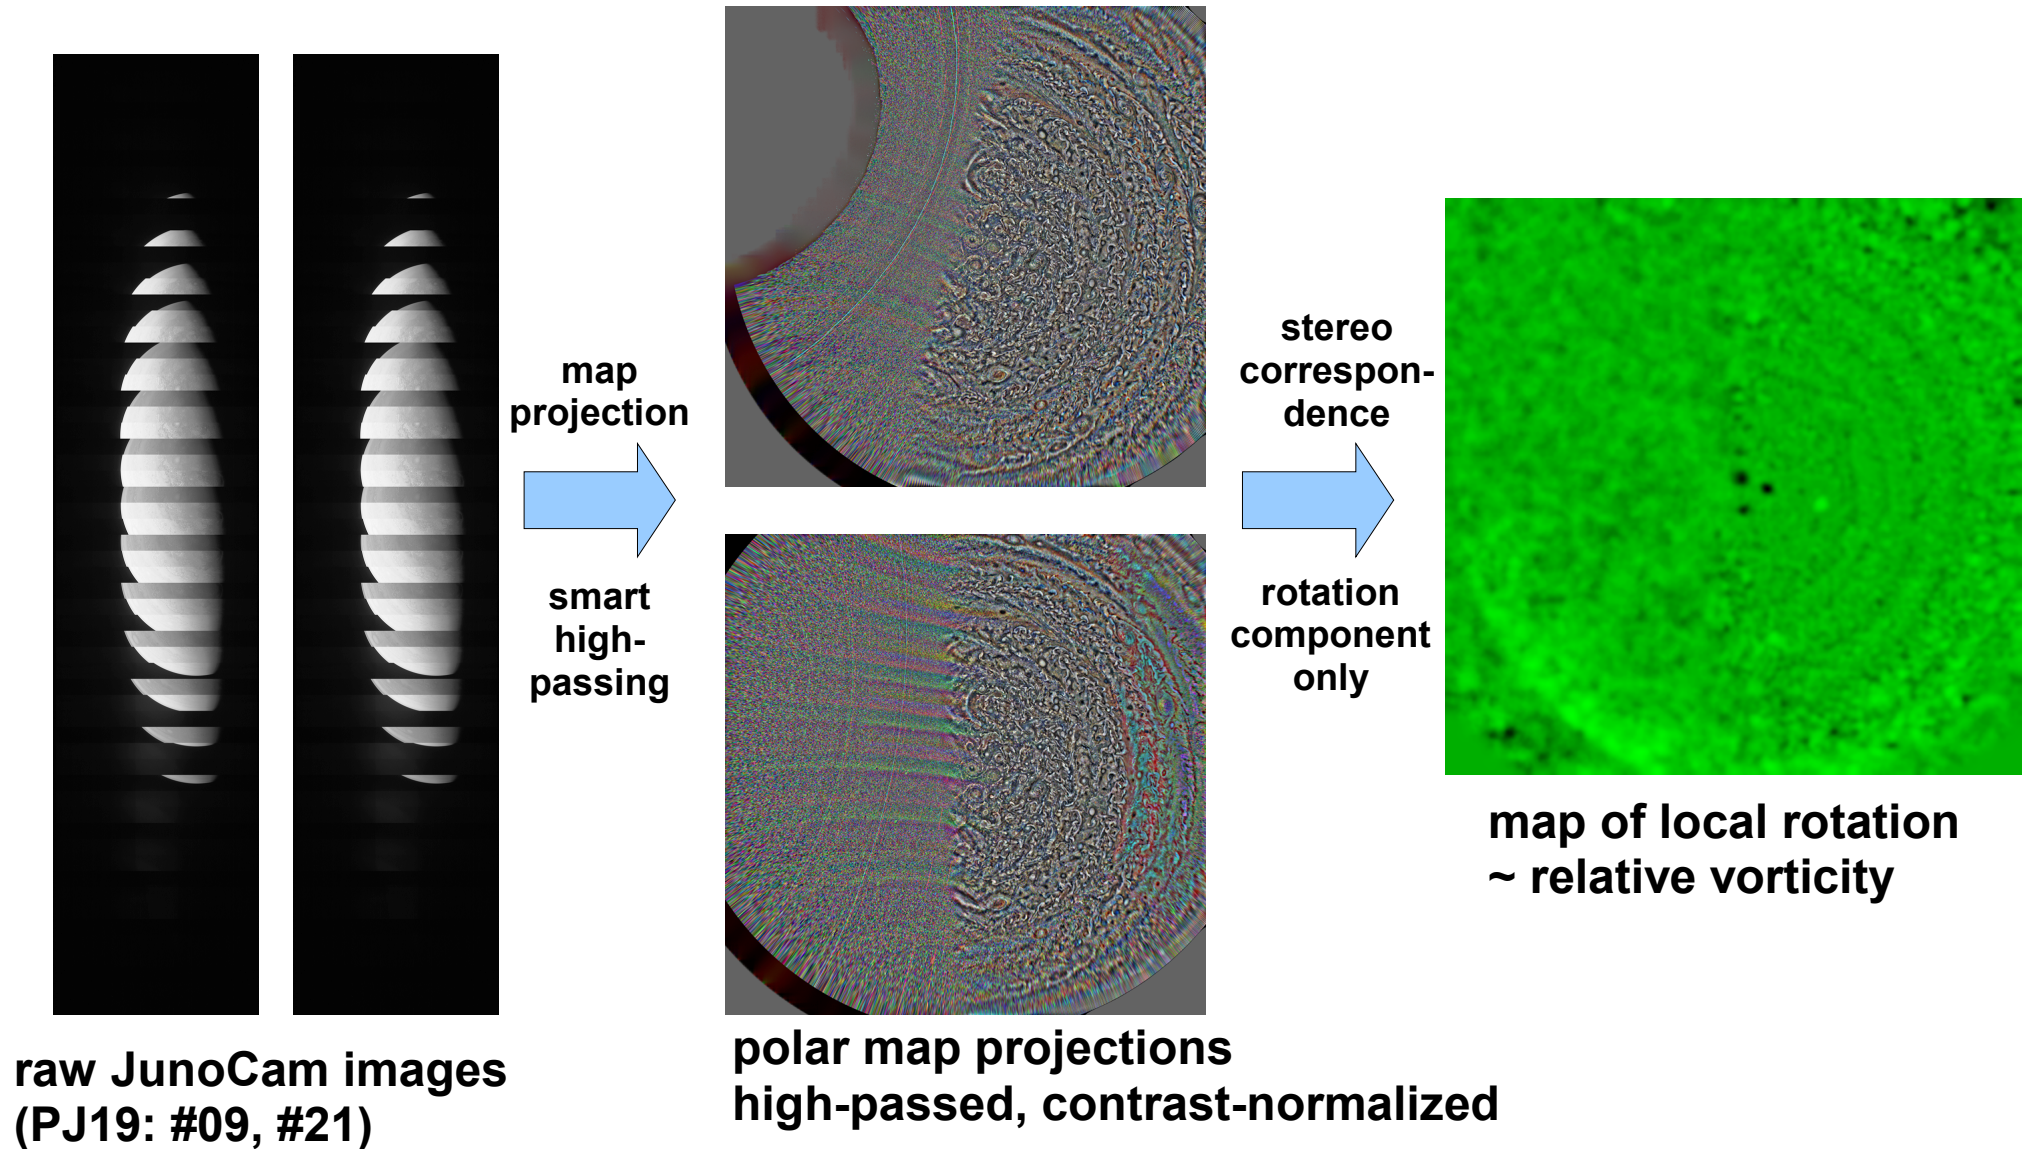 map
projection
smart
high-
passing
stereo
correspon-
dence
rotation
component
only
map of local rotation
~ relative vorticity
raw JunoCam images
(PJ19: #09, #21)
polar map projections
high-passed, contrast-normalized